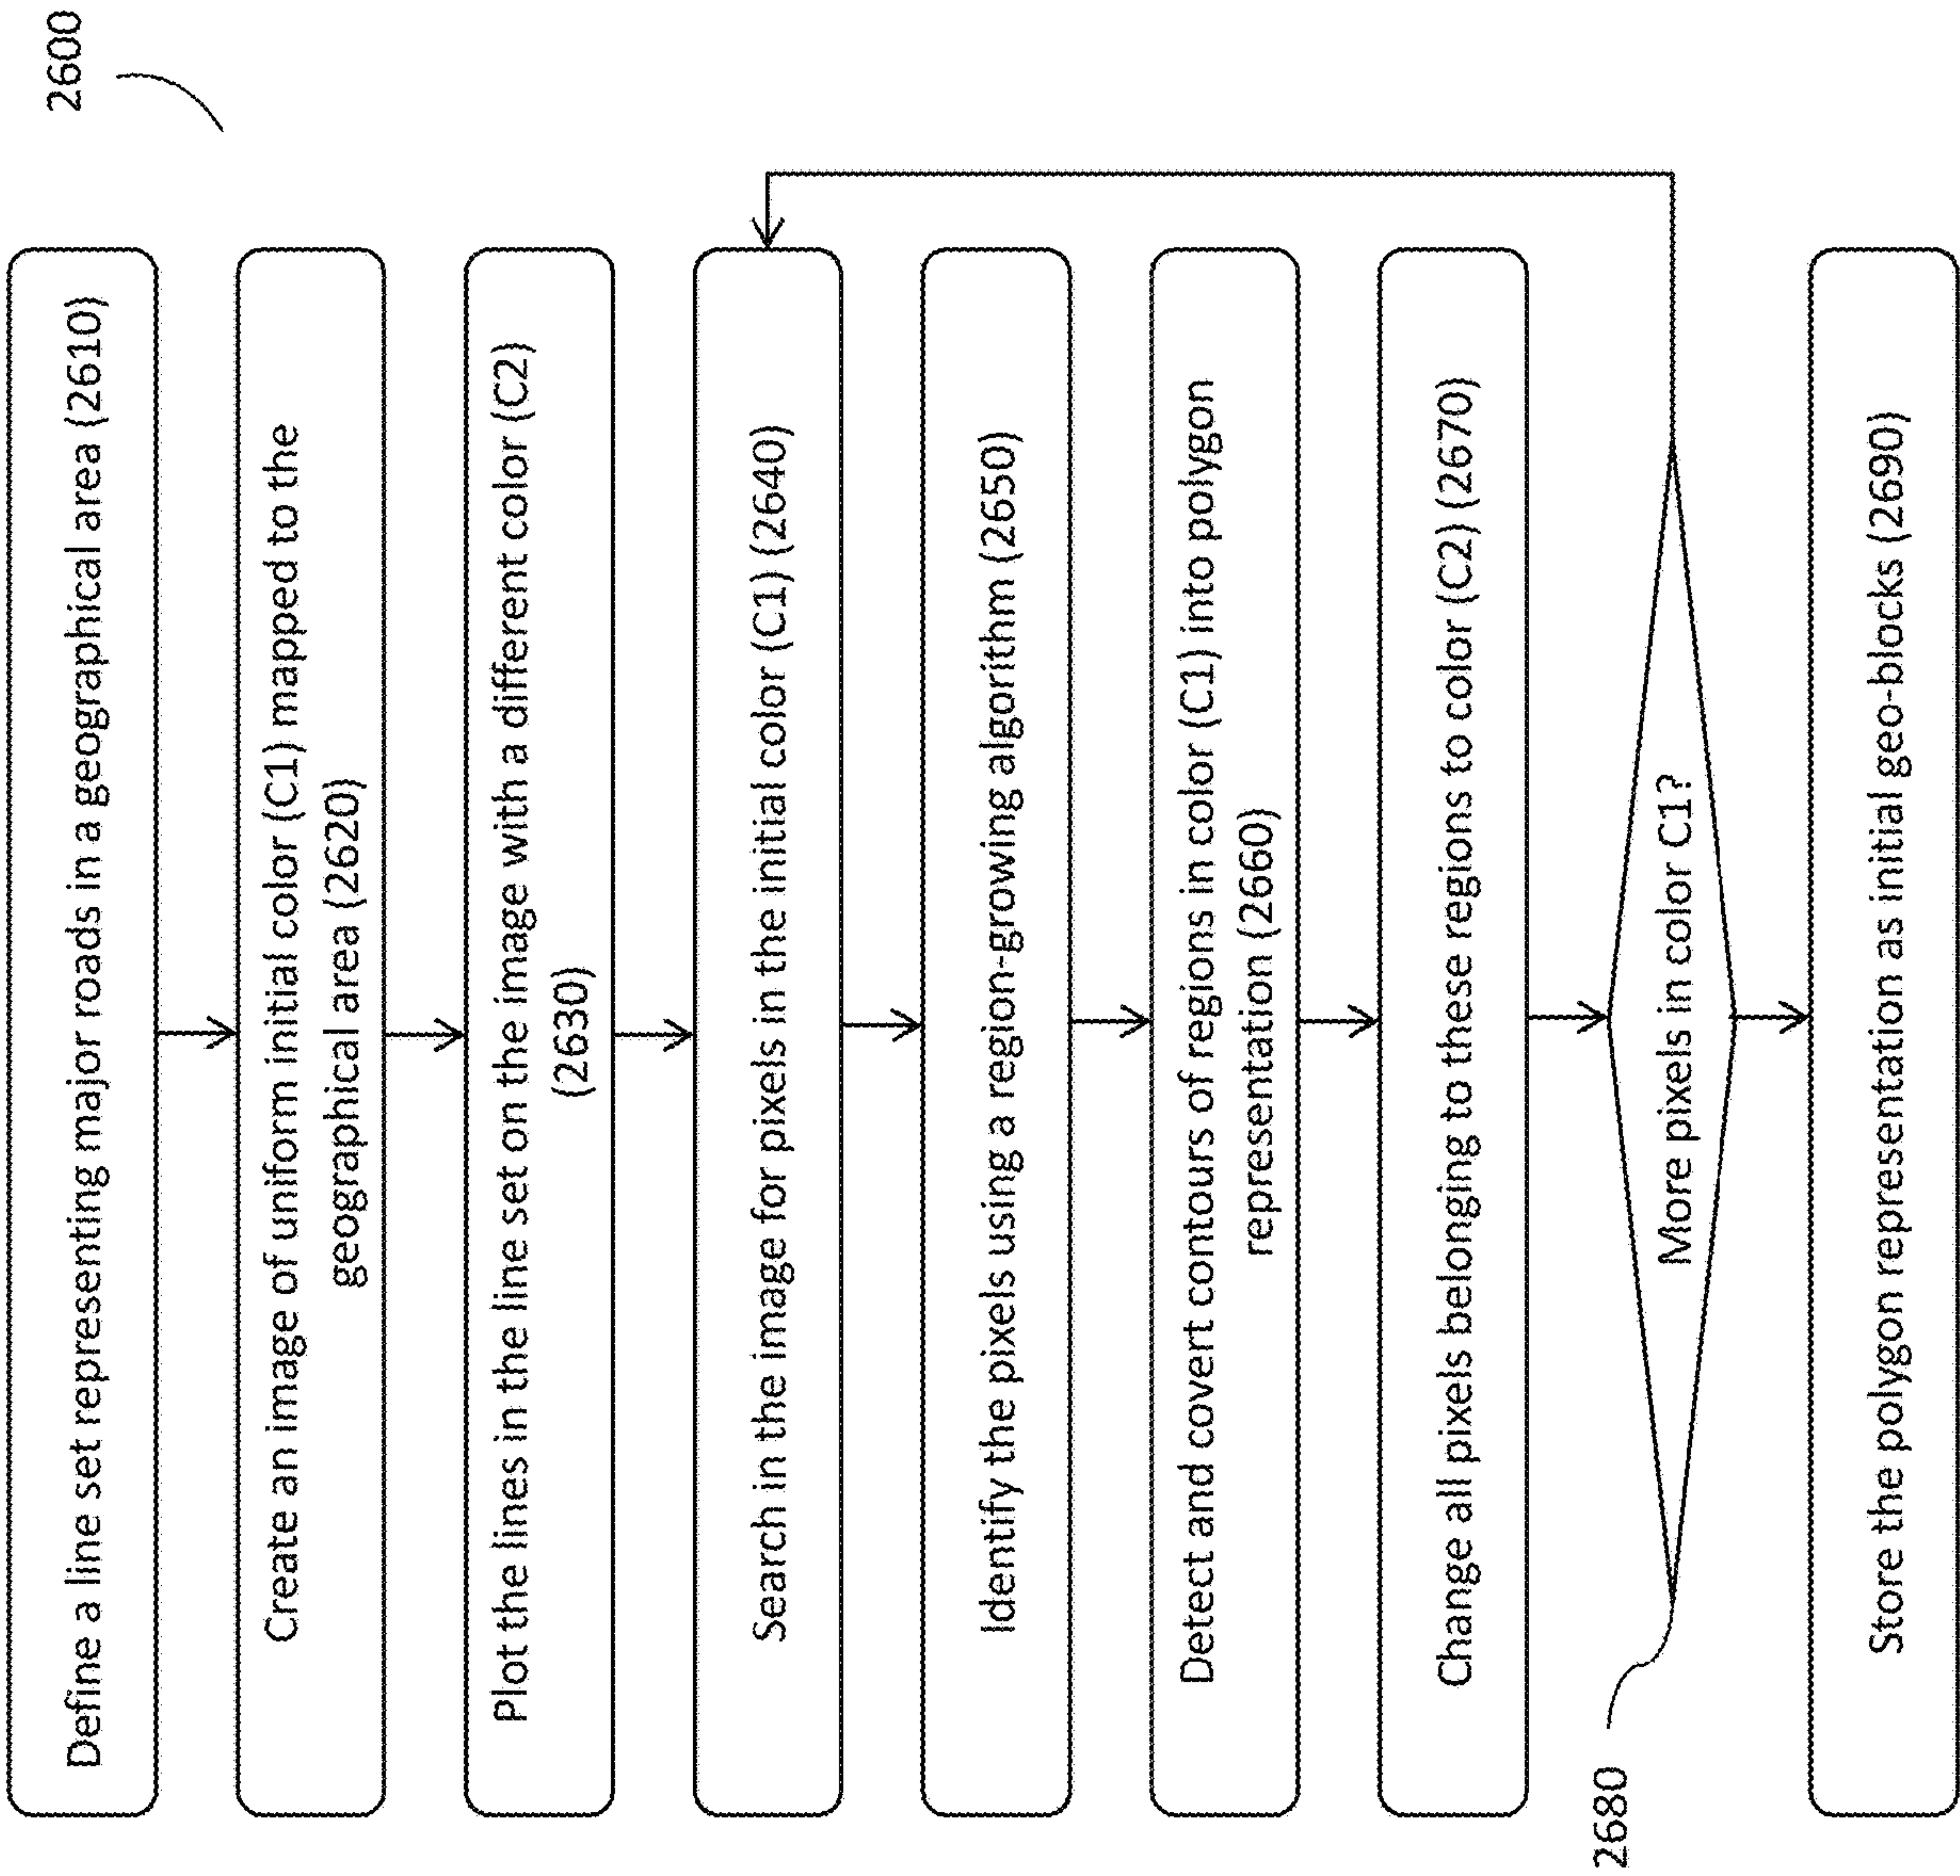 2600
Define a line set representing major roads in a geographical area (2610)
Create an image of uniform initial color (C1) mapped to the
geographical area (2620)
Plot the lines in the line set on the image with a different color (C2)
(2630)
Search in the image for pixels in the initial color (C1) (2640)
Identify the pixels using a region-growing algorithm (2650)
Detect and covert contours of regions in color (C1) into polygon
representation (2660)
Change all pixels belonging to these regions to color (C2) (2670)
2680
More pixels in color C1?
Store the polygon representation as initial geo-blocks (2690)